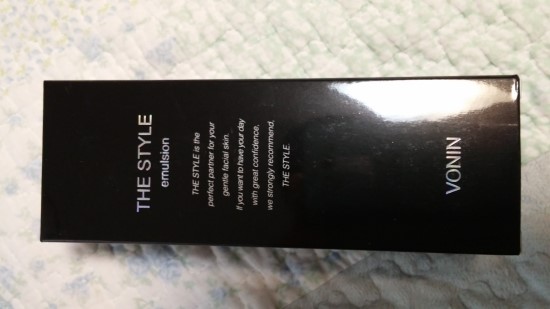 THE STYLE
emulsion
THE STYLE is the
perfect partner for your
gentle facial skin.
If you want to have your day
with great confidence,
we strongly recommend,
THE STYLE.
VONIN